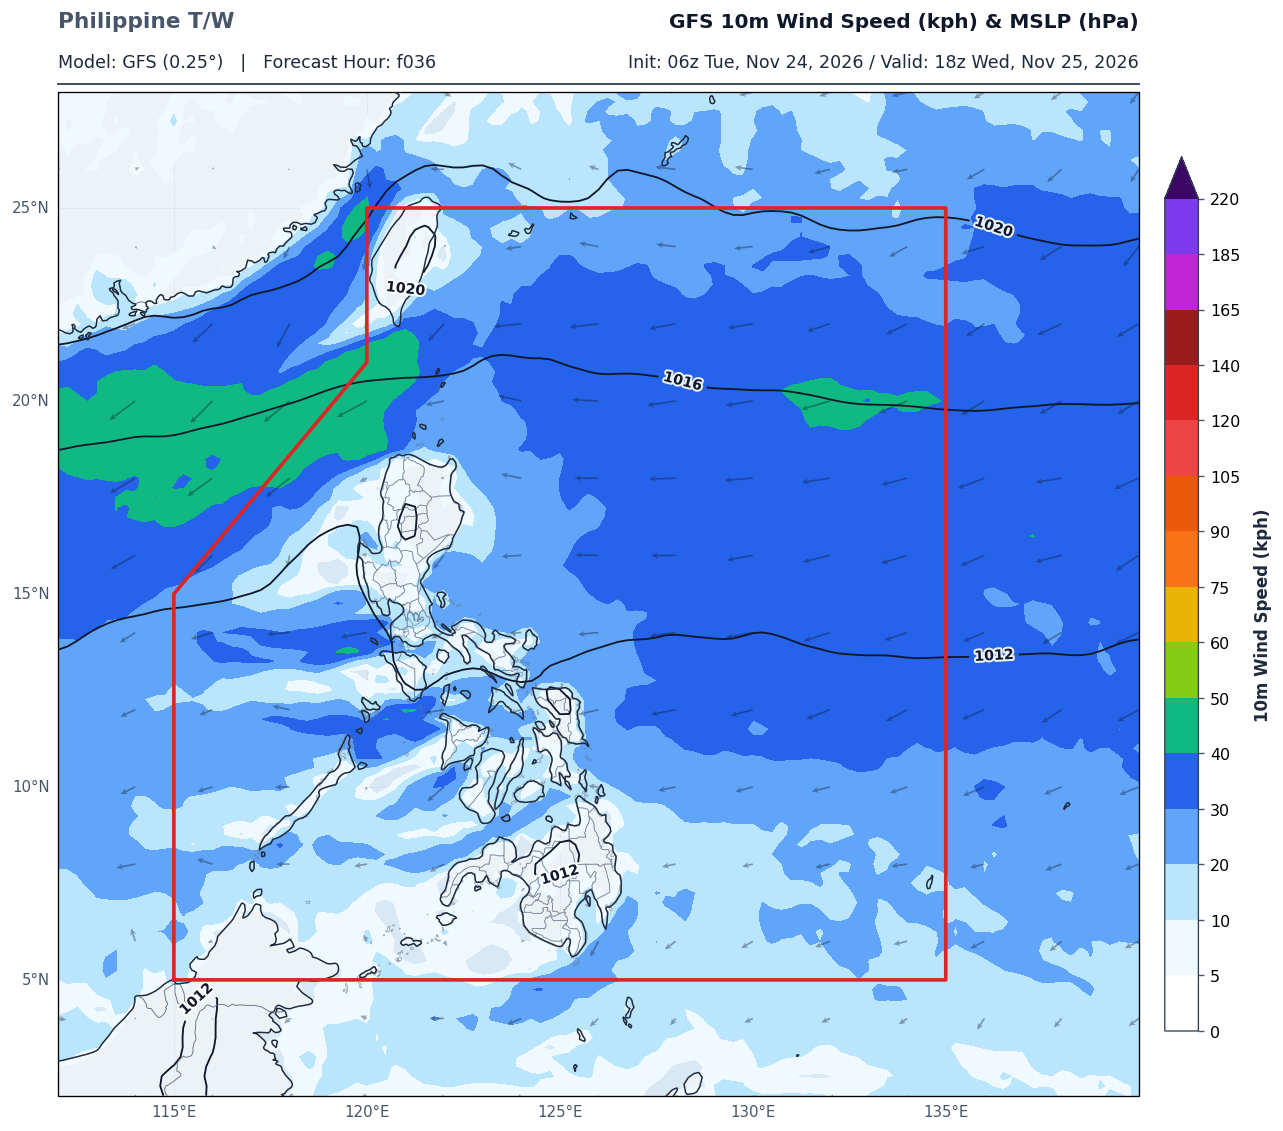 Philippine T/W
GFS 10m Wind Speed (kph) & MSLP (hPa)
Model: GFS (0.25°) | Forecast Hour: f036
Init: 06z Tue, Nov 24, 2026 / Valid: 18z Wed, Nov 25, 2026
25°N
20°N
15°N
10°N
5°N
115°E
120°E
125°E
130°E
135°E
1020
1020
1016
1012
1012
1012
220
185
165
140
120
105
90
75
60
50
40
30
20
10
5
0
10m Wind Speed (kph)